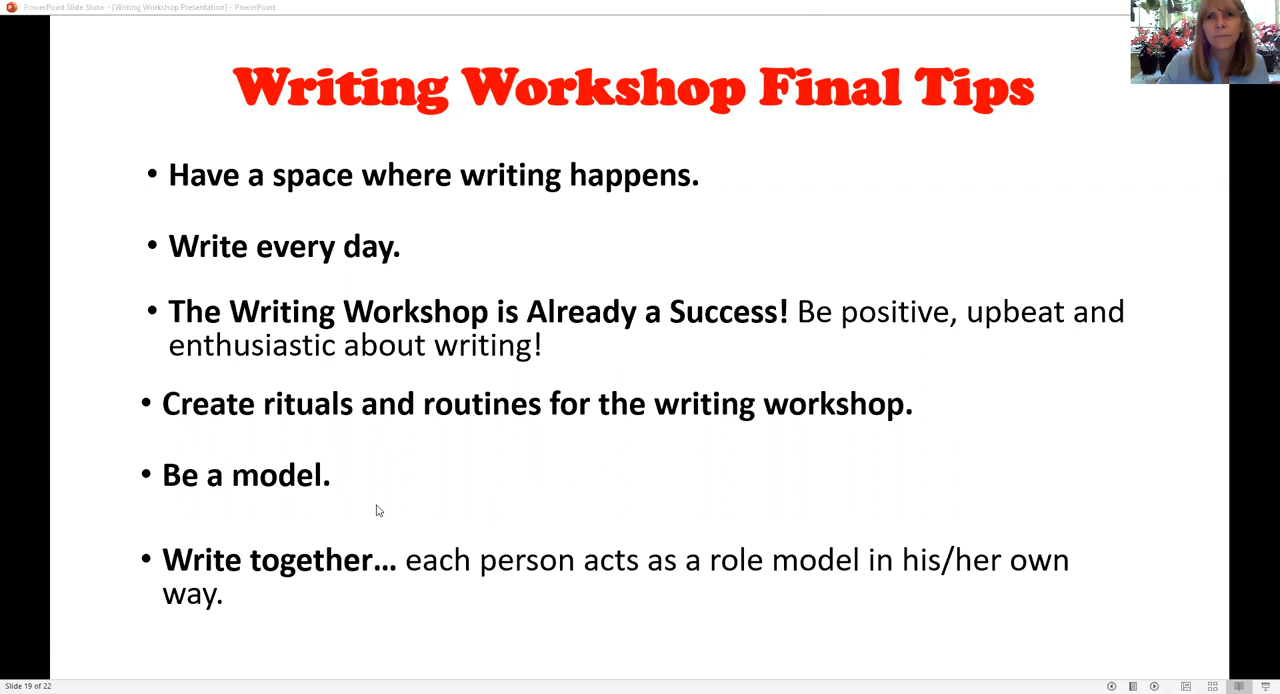 PowerPoint Slide Show - [Writing Workshop Presentation] - PowerPoint
Writing Workshop Final Tips
• Have a space where writing happens.
• Write every day.
• The Writing Workshop is Already a Success! Be positive, upbeat and
enthusiastic about writing!
• Create rituals and routines for the writing workshop.
• Be a model.
• Write together... each person acts as a role model in his/her own
way.
Slide 19 of 22